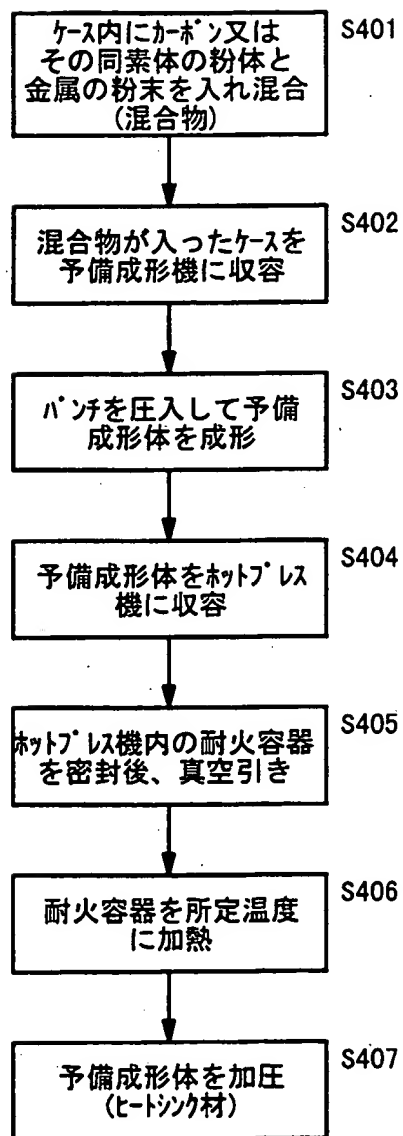 ケース内にカーボン又は
S401
その同素体の粉体と
金属の粉末を入れ混合
(混合物)
混合物が入ったケースを
S402
予備成形機に収容
パンチを圧入して予備
S403
成形体を成形
予備成形体をホットプレス
S404
機に収容
ホットプレス機内の耐火容器
S405
を密封後、真空引き
耐火容器を所定温度
S406
に加熱
予備成形体を加圧
S407
(ヒートシンク材)